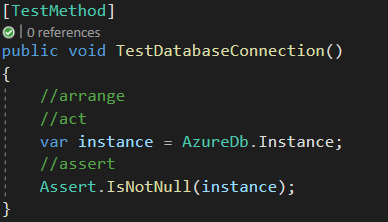 [TestMethod]
| 0 references
public void TestDatabaseConnection()
{
//arrange
//act
var instance = AzureDb.Instance;
//assert
Assert.IsNotNull(instance);
}